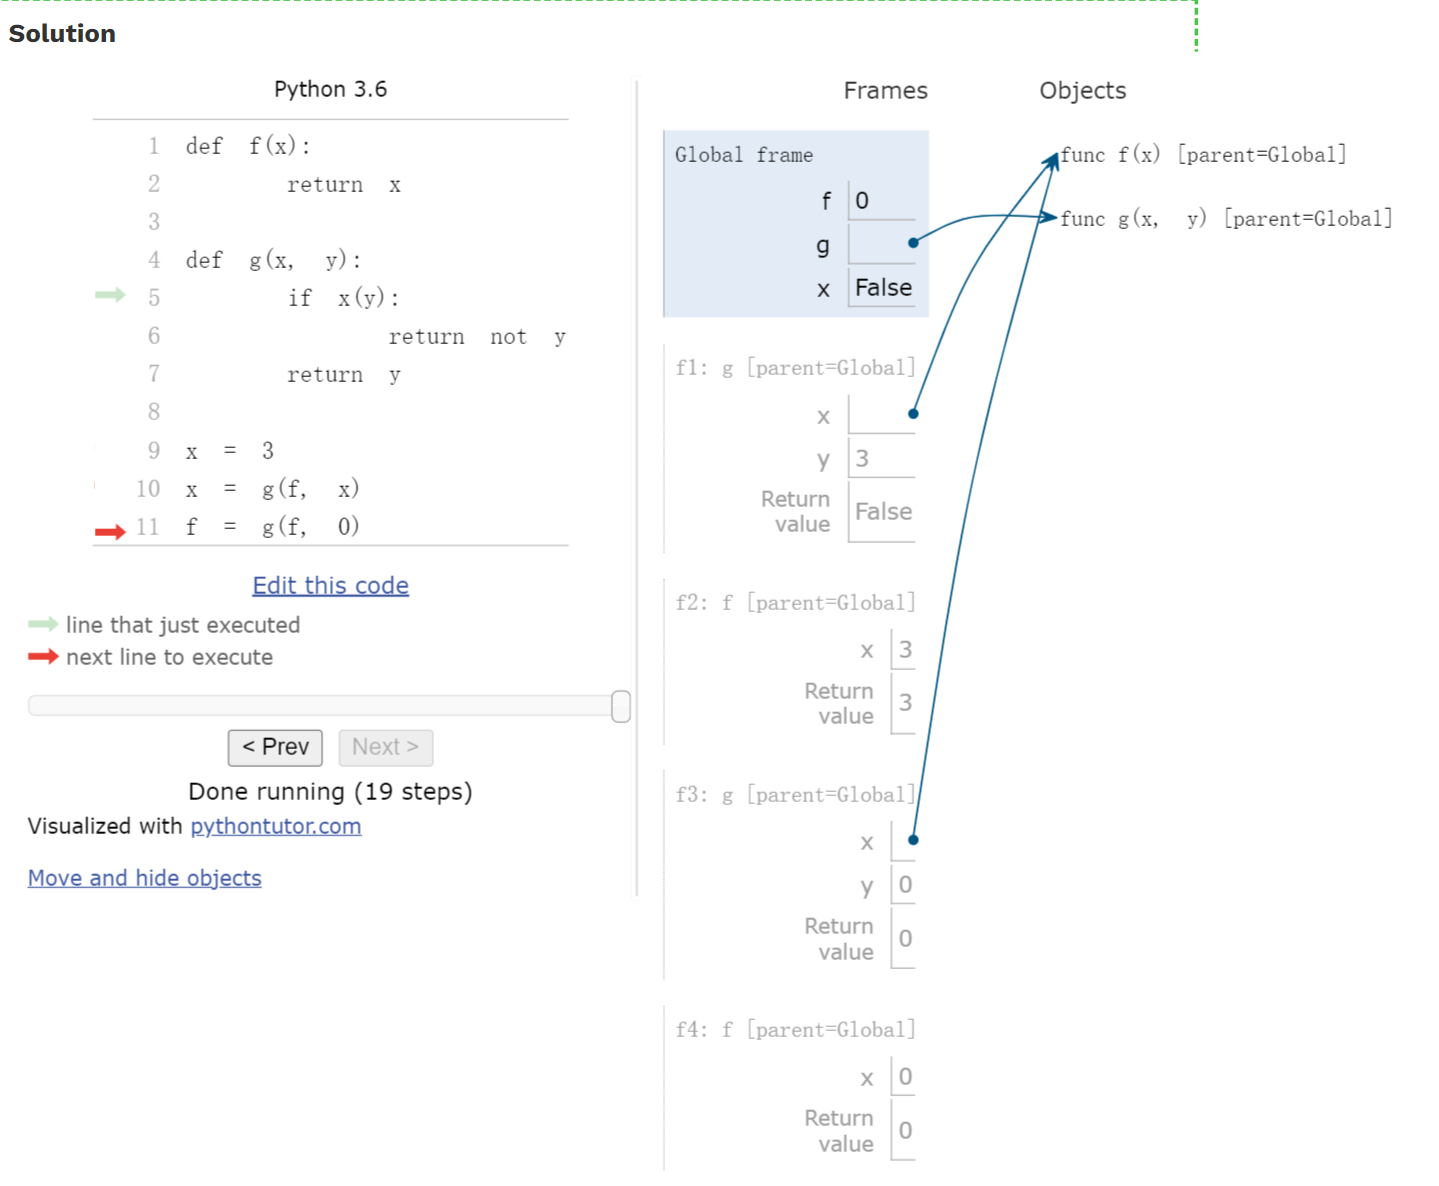 Solution
Python 3.6
1 def f(x):
2 return x
3
4 def g(x, y):
5 if x(y):
6 return not y
7 return y
8
9 x = 3
10 x = g(f, x)
11 f = g(f, 0)
Edit this code
line that just executed
next line to execute
< Prev Next >
Done running (19 steps)
Visualized with pythontutor.com
Move and hide objects
Frames Objects
Global frame
f 0
g
x False
func f(x) [parent=Global]
func g(x, y) [parent=Global]
f1: g [parent=Global]
x
y 3
Return
value False
f2: f [parent=Global]
x 3
Return
value 3
f3: g [parent=Global]
x
y 0
Return
value 0
f4: f [parent=Global]
x 0
Return
value 0